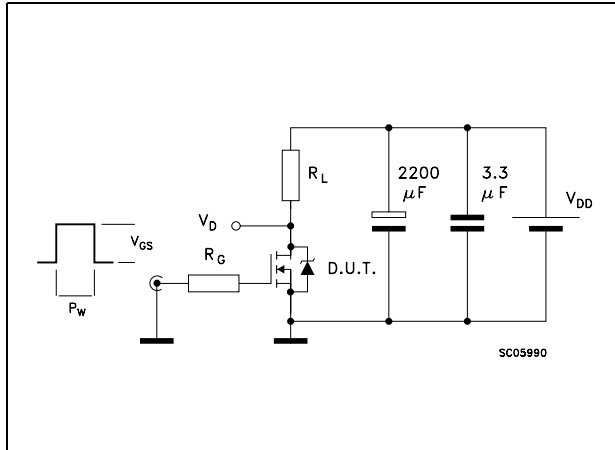 R_L
2200
μF
3.3
μF
V_DD
V_D
V_GS
R_G
D.U.T.
P_W
SC05990